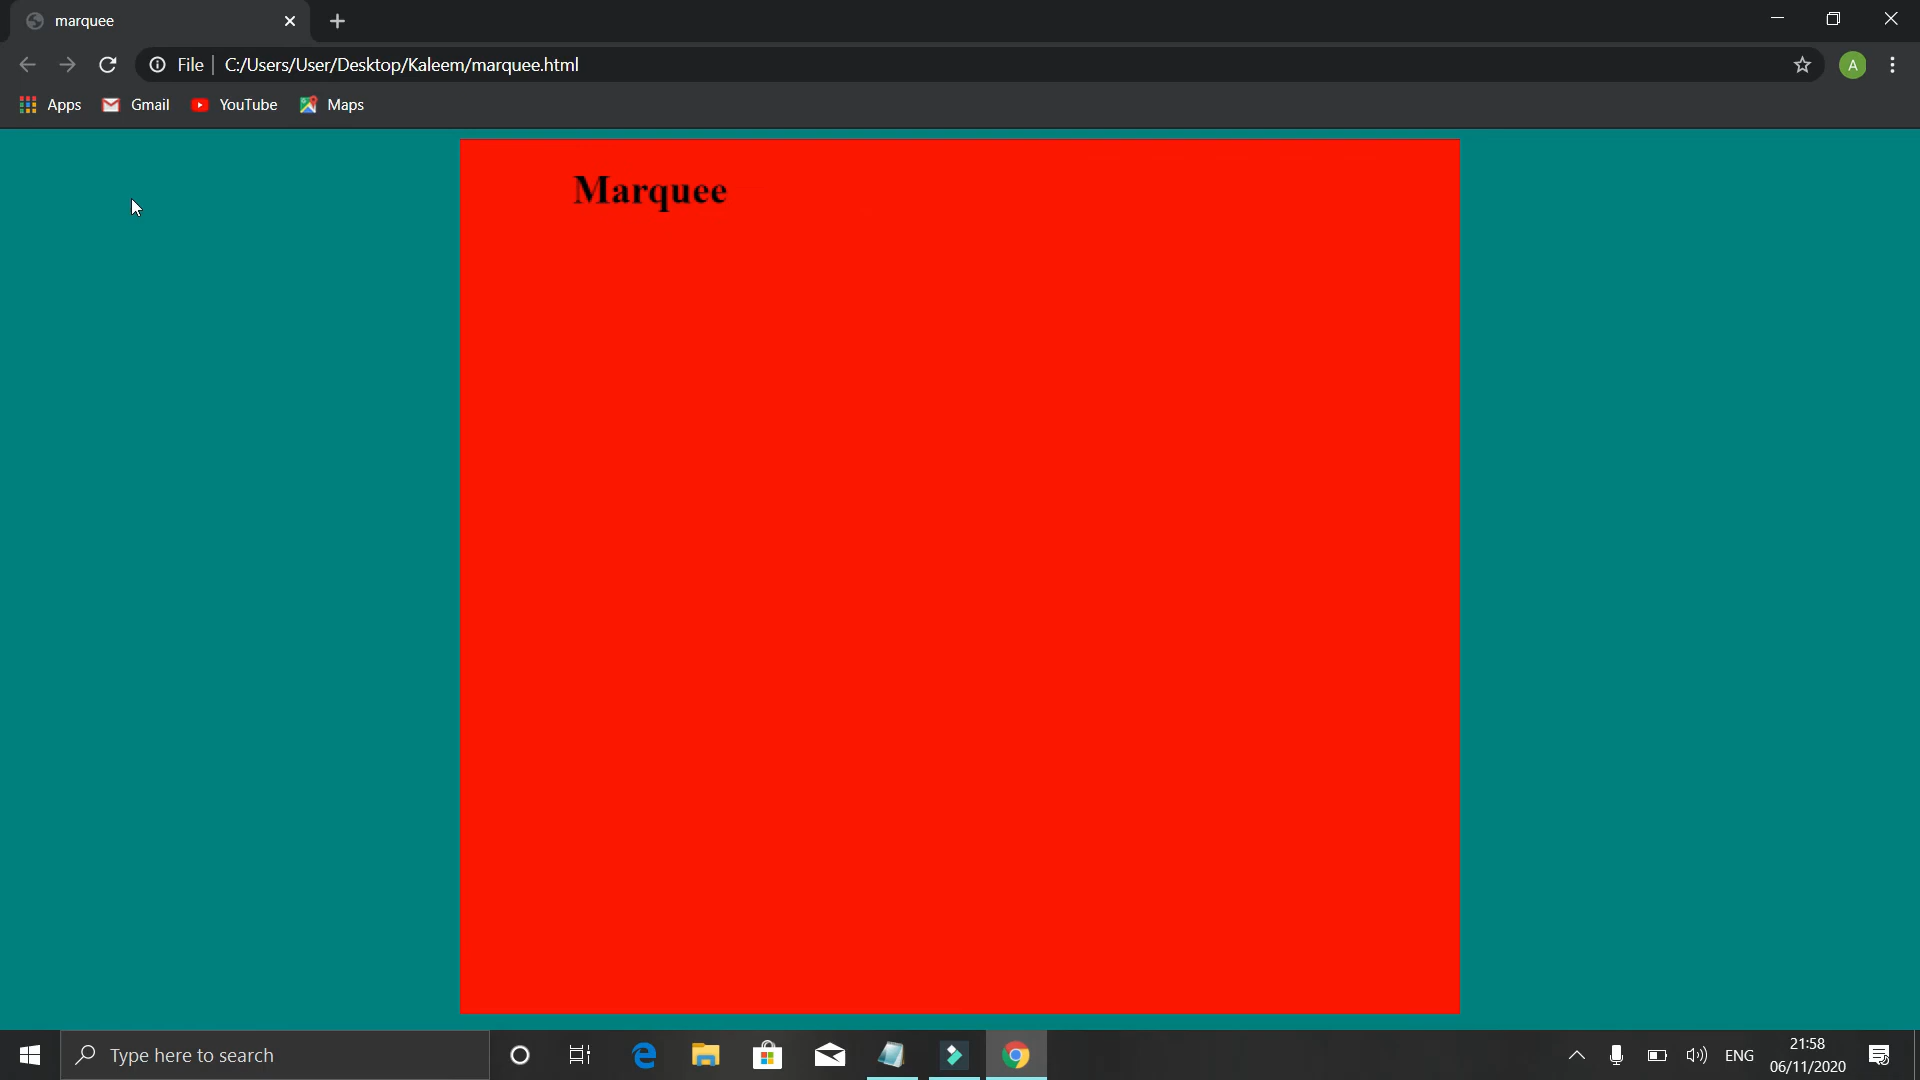 marquee
File C:/Users/User/Desktop/Kaleem/marquee.html
A
Apps Gmail YouTube Maps
Marquee
Type here to search
ENG
21:58
06/11/2020